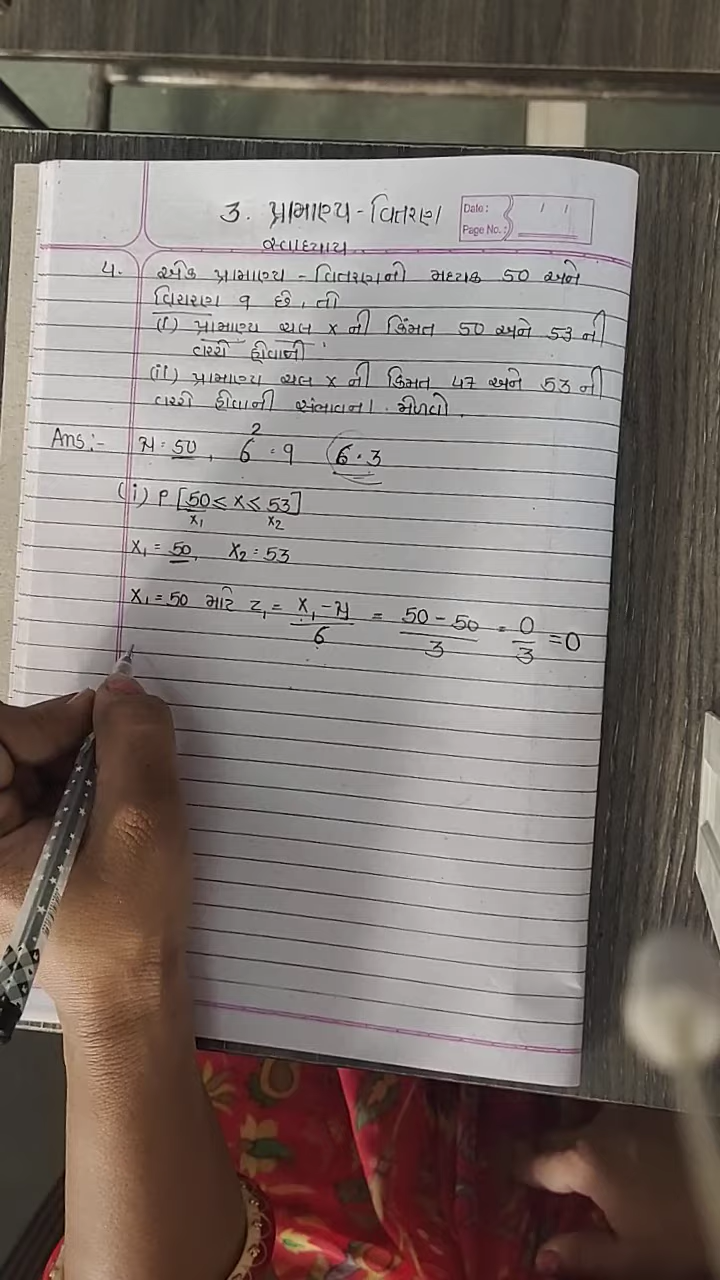 3. પ્રામાણ્ય-વિતરણ
Date: / /
Page No.:
સ્વાધ્યાય
4. એક પ્રામાણ્ય - વિતરણનો મધ્યક 50 અને
વિચરણ 9 છે, તો
(i) પ્રામાણ્ય ચલ x ની કિંમત 50 અને 53 ની
વચ્ચે હોવાની
(ii) પ્રામાણ્ય ચલ x ની કિંમત 47 અને 53 ની
વચ્ચે હોવાની સંભાવના મેળવો.
Ans:- μ = 50, σ² = 9 σ = 3
(i) P [50 ≤ x ≤ 53]
x₁ x₂
x₁ = 50, x₂ = 53
x₁ = 50 માટે z₁ = x₁ - μ / σ = 50 - 50 / 3 = 0 / 3 = 0